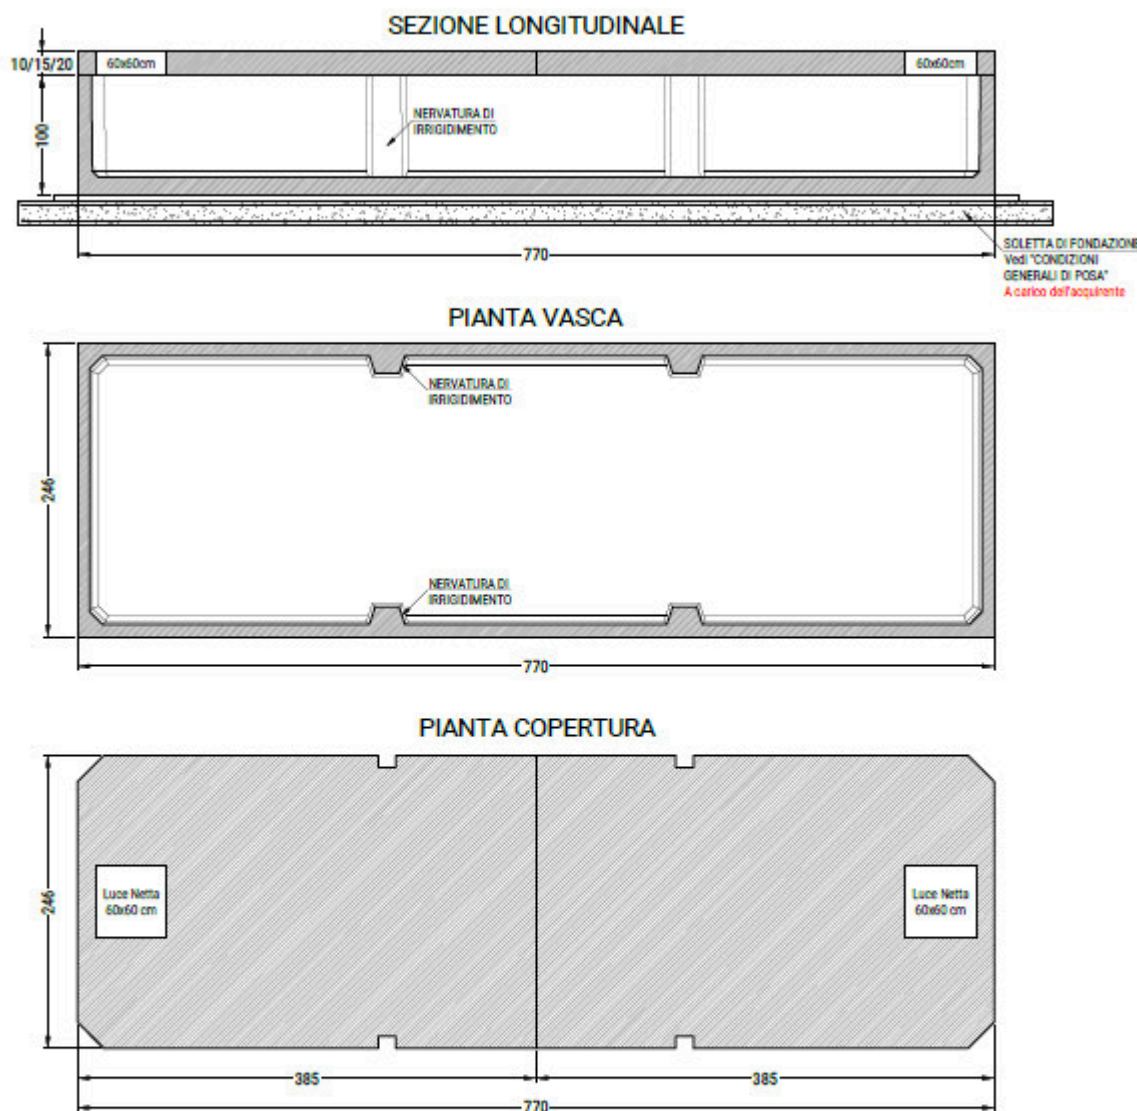 SEZIONE LONGITUDINALE
10/15/20
60x60cm
60x60cm
100
NERVATURA DI
IRRIGIDIMENTO
770
SOLETTA DI FONDAZIONE
Vedi "CONDIZIONI
GENERALI DI POSA"
A carico dell'acquirente
PIANTA VASCA
NERVATURA DI
IRRIGIDIMENTO
246
NERVATURA DI
IRRIGIDIMENTO
770
PIANTA COPERTURA
246
Luce Netta
60x60 cm
Luce Netta
60x60 cm
385
385
770